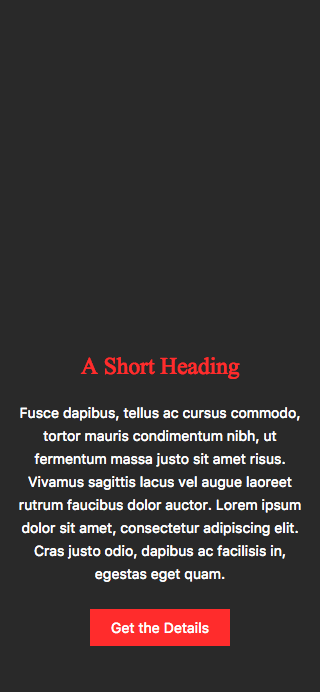 A Short Heading
Fusce dapibus, tellus ac cursus commodo,
tortor mauris condimentum nibh, ut
fermentum massa justo sit amet risus.
Vivamus sagittis lacus vel augue laoreet
rutrum faucibus dolor auctor. Lorem ipsum
dolor sit amet, consectetur adipiscing elit.
Cras justo odio, dapibus ac facilisis in,
egestas eget quam.
Get the Details